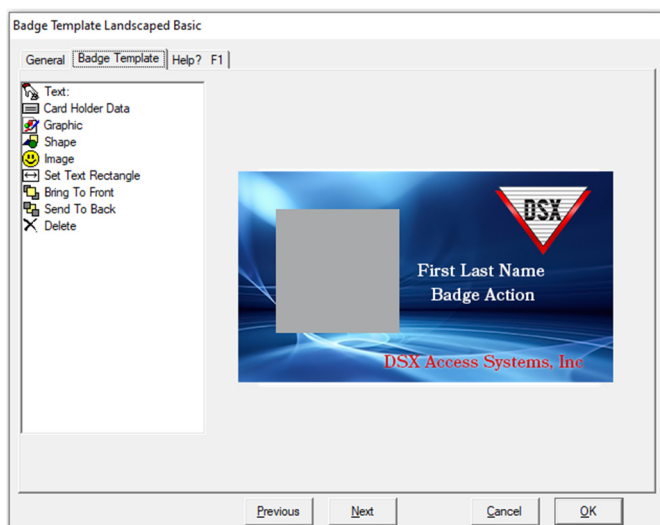 Badge Template Landscaped Basic
General Badge Template Help? F1
Text:
Card Holder Data
Graphic
Shape
Image
Set Text Rectangle
Bring To Front
Send To Back
Delete
DSX
First Last Name
Badge Action
DSX Access Systems, Inc
Previous Next Cancel OK